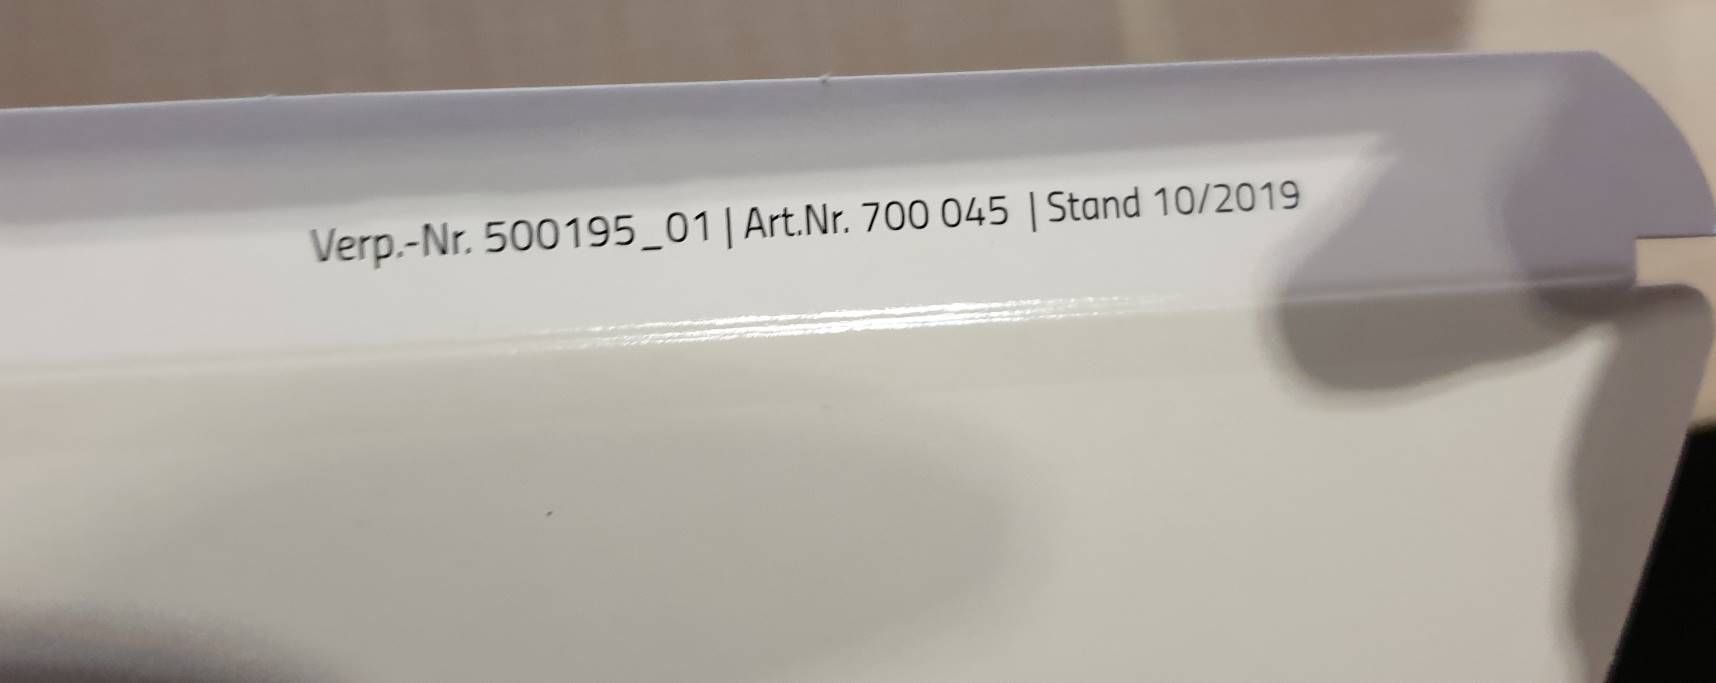 Verp.-Nr. 500195_01 | Art.Nr. 700 045 | Stand 10/2019